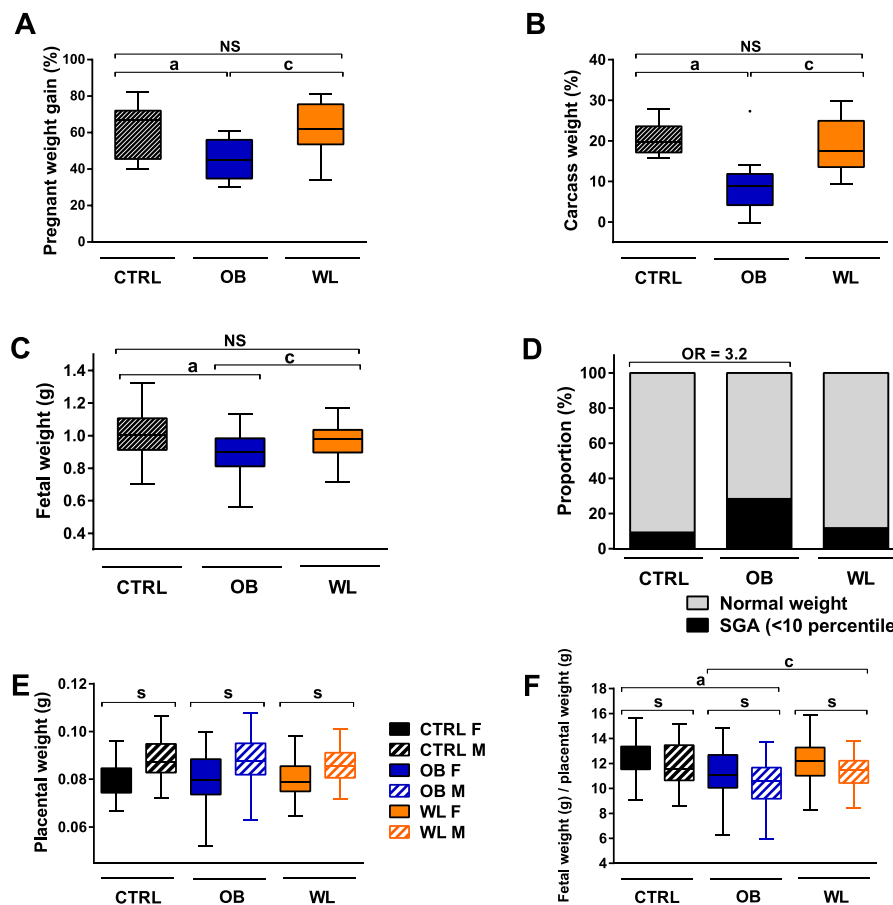 A
Pregnant weight gain (%)
NS
a
c
100
80
60
40
20
0
CTRL
OB
WL
B
Carcass weight (%)
NS
a
c
40
30
20
10
0
CTRL
OB
WL
C
Fetal weight (g)
NS
a
c
1.4
1.2
1.0
0.8
0.6
0.4
CTRL
OB
WL
D
Proportion (%)
OR = 3.2
100
80
60
40
20
0
CTRL
OB
WL
Normal weight
SGA (<10 percentile
E
Placental weight (g)
0.12
0.10
0.08
0.06
s
s
s
CTRL
OB
WL
CTRL F
CTRL M
OB F
OB M
WL F
WL M
F
Fetal weight (g) / placental weight (g)
c
a
s
s
s
18
16
14
12
10
8
6
4
CTRL
OB
WL